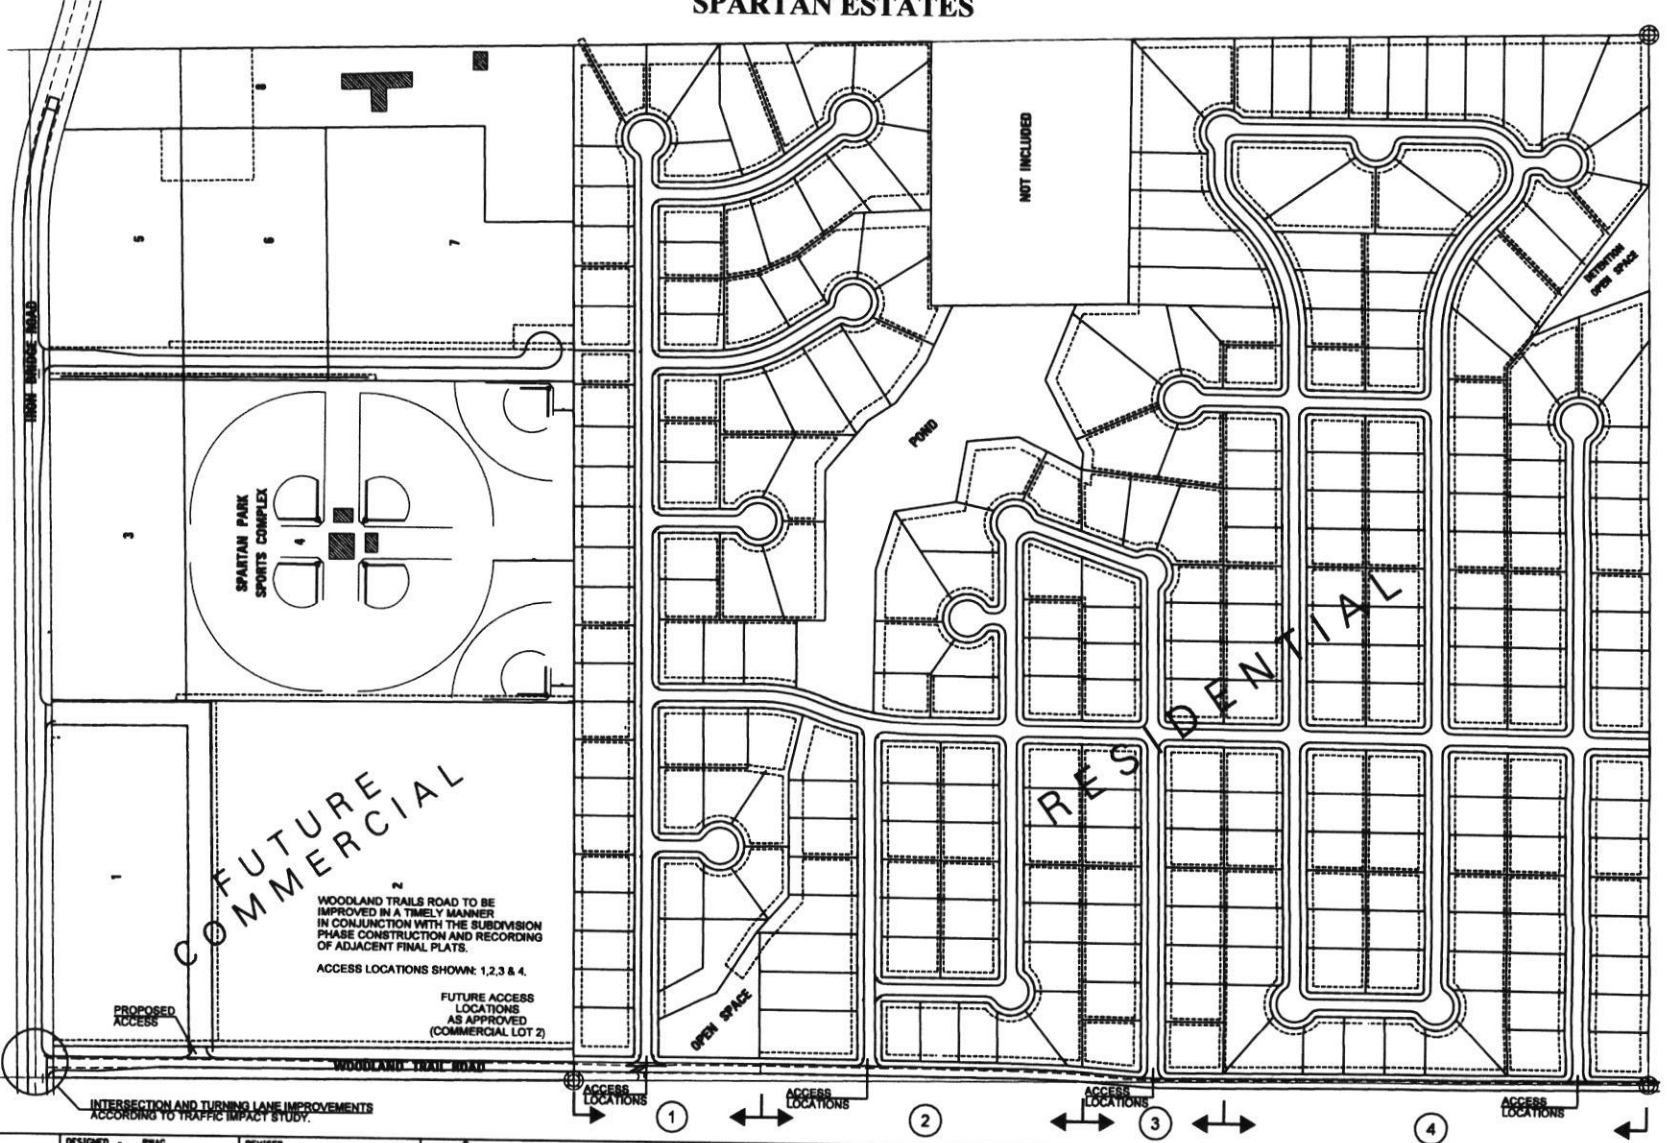 SPARTAN ESTATES
8
5
6
7
NOT INCLUDED
DETENTION
OPEN SPACE
IRON BRIDGE ROAD
POND
3
SPARTAN PARK
SPORTS COMPLEX
4
RESIDENTIAL
FUTURE
COMMERCIAL
1
2
WOODLAND TRAILS ROAD TO BE
IMPROVED IN A TIMELY MANNER
IN CONJUNCTION WITH THE SUBDIVISION
PHASE CONSTRUCTION AND RECORDING
OF ADJACENT FINAL PLATS.
ACCESS LOCATIONS SHOWN: 1,2,3 & 4.
FUTURE ACCESS
LOCATIONS
AS APPROVED
(COMMERCIAL LOT 2)
PROPOSED
ACCESS
OPEN SPACE
WOODLAND TRAIL ROAD
ACCESS
LOCATIONS
ACCESS
LOCATIONS
ACCESS
LOCATIONS
ACCESS
LOCATIONS
INTERSECTION AND TURNING LANE IMPROVEMENTS
ACCORDING TO TRAFFIC IMPACT STUDY.
1
2
3
4
DESIGNED
REVISED